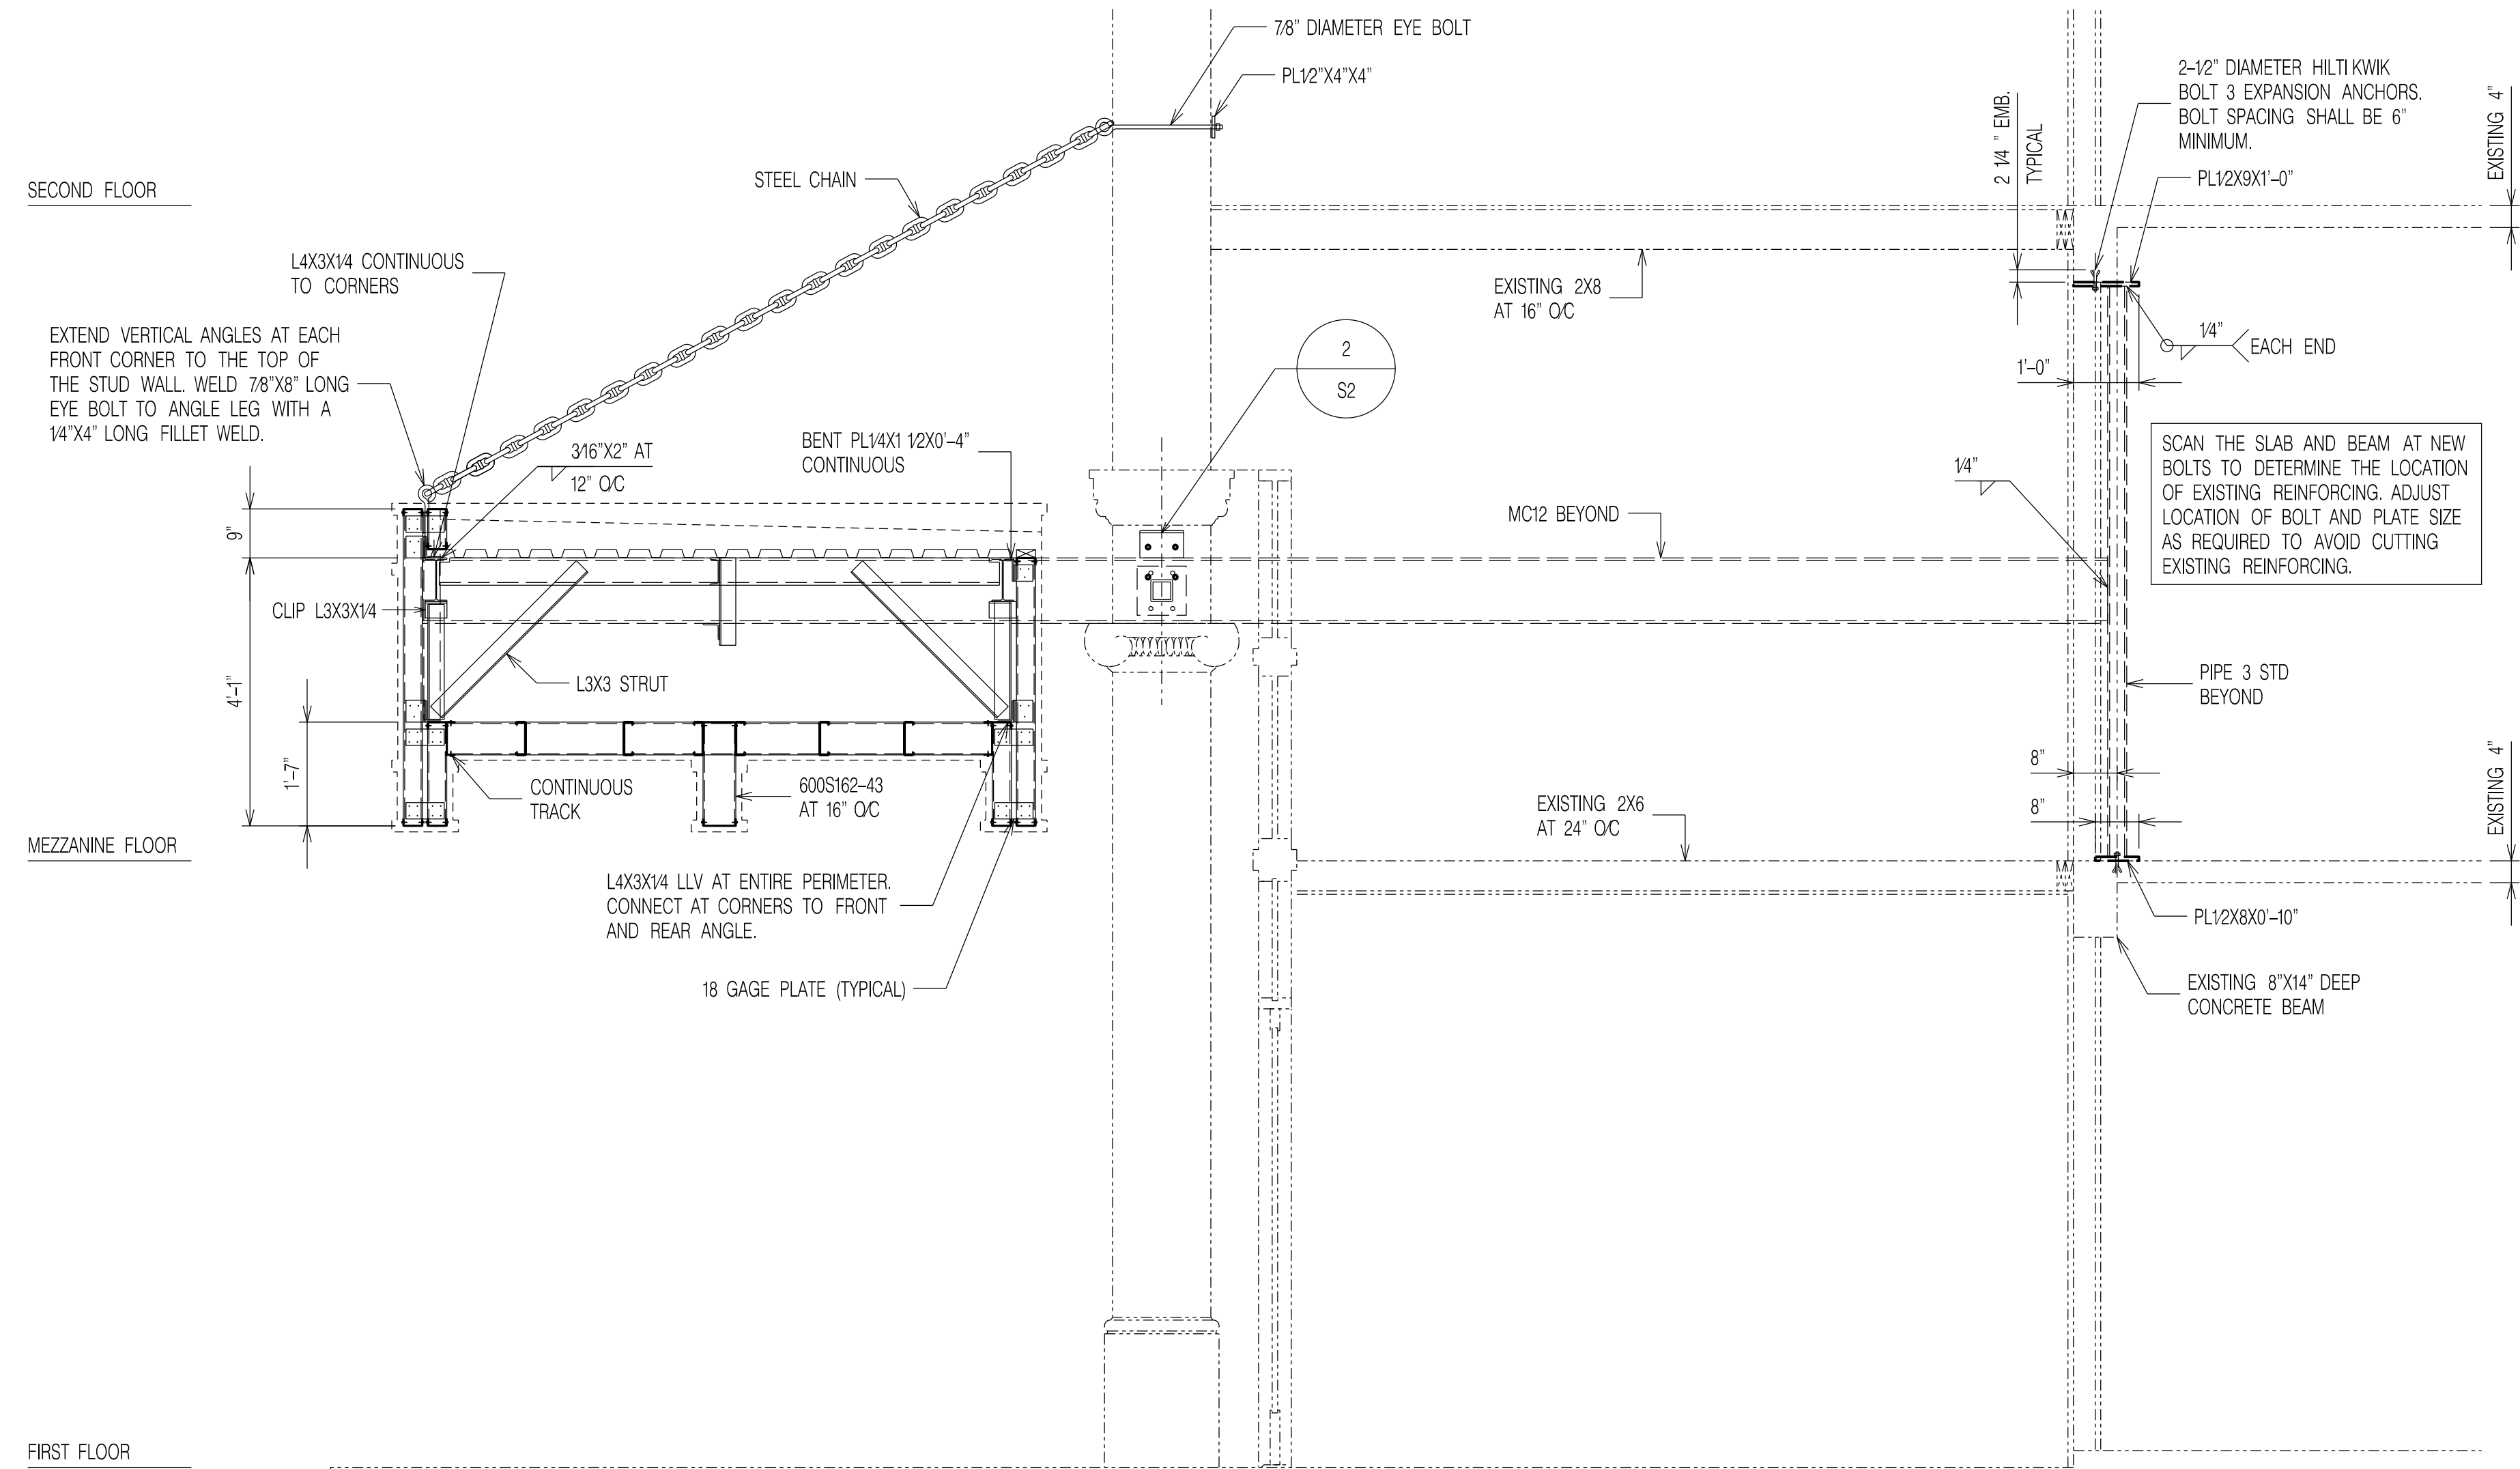 7/8" DIAMETER EYE BOLT
PL1/2"X4"X4"
2-1/2" DIAMETER HILTI KWIK
BOLT 3 EXPANSION ANCHORS.
BOLT SPACING SHALL BE 6"
MINIMUM.
2 1/4 " EMB.
TYPICAL
EXISTING 4"
PL1/2X9X1'-0"
STEEL CHAIN
SECOND FLOOR
L4X3X1/4 CONTINUOUS
TO CORNERS
EXISTING 2X8
AT 16" O/C
EXTEND VERTICAL ANGLES AT EACH
FRONT CORNER TO THE TOP OF
THE STUD WALL. WELD 7/8"X8" LONG
EYE BOLT TO ANGLE LEG WITH A
1/4"X4" LONG FILLET WELD.
2
S2
1/4"
EACH END
1'-0"
3/16"X2" AT
12" O/C
BENT PL1/4X1 1/2X0'-4"
CONTINUOUS
SCAN THE SLAB AND BEAM AT NEW
BOLTS TO DETERMINE THE LOCATION
OF EXISTING REINFORCING. ADJUST
LOCATION OF BOLT AND PLATE SIZE
AS REQUIRED TO AVOID CUTTING
EXISTING REINFORCING.
1/4"
MC12 BEYOND
9"
CLIP L3X3X1/4
4'-1"
L3X3 STRUT
PIPE 3 STD
BEYOND
1'-7"
CONTINUOUS
TRACK
600S162-43
AT 16" O/C
8"
8"
EXISTING 4"
EXISTING 2X6
AT 24" O/C
MEZZANINE FLOOR
L4X3X1/4 LLV AT ENTIRE PERIMETER.
CONNECT AT CORNERS TO FRONT
AND REAR ANGLE.
PL1/2X8X0'-10"
18 GAGE PLATE (TYPICAL)
EXISTING 8"X14" DEEP
CONCRETE BEAM
FIRST FLOOR